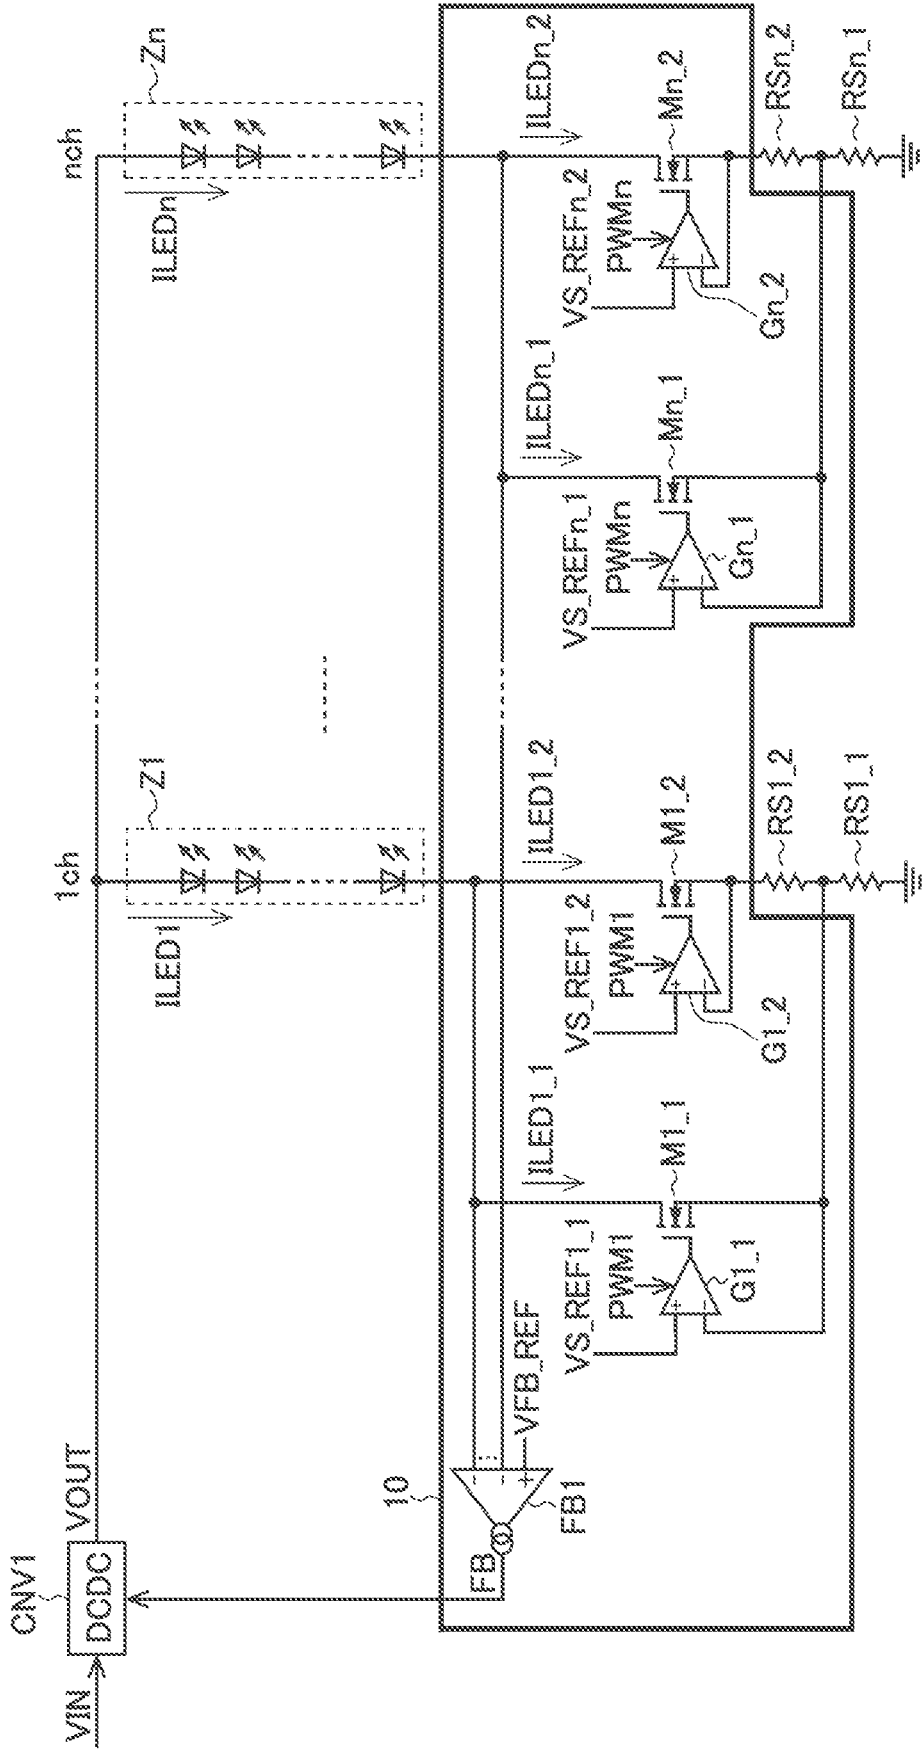 VIN
CNV1
DCDC
VOUT
1ch
nch
Z1
Zn
ILED1
ILEDn
10
FB
FB1
VFB_REF
ILED1_1
ILED1_2
ILEDn_1
ILEDn_2
VS_REF1_1
VS_REF1_2
VS_REFn_1
VS_REFn_2
PWM1
PWM1
PWMn
PWMn
M1_1
M1_2
Mn_1
Mn_2
G1_1
G1_2
Gn_1
Gn_2
RS1_2
RSn_2
RS1_1
RSn_1